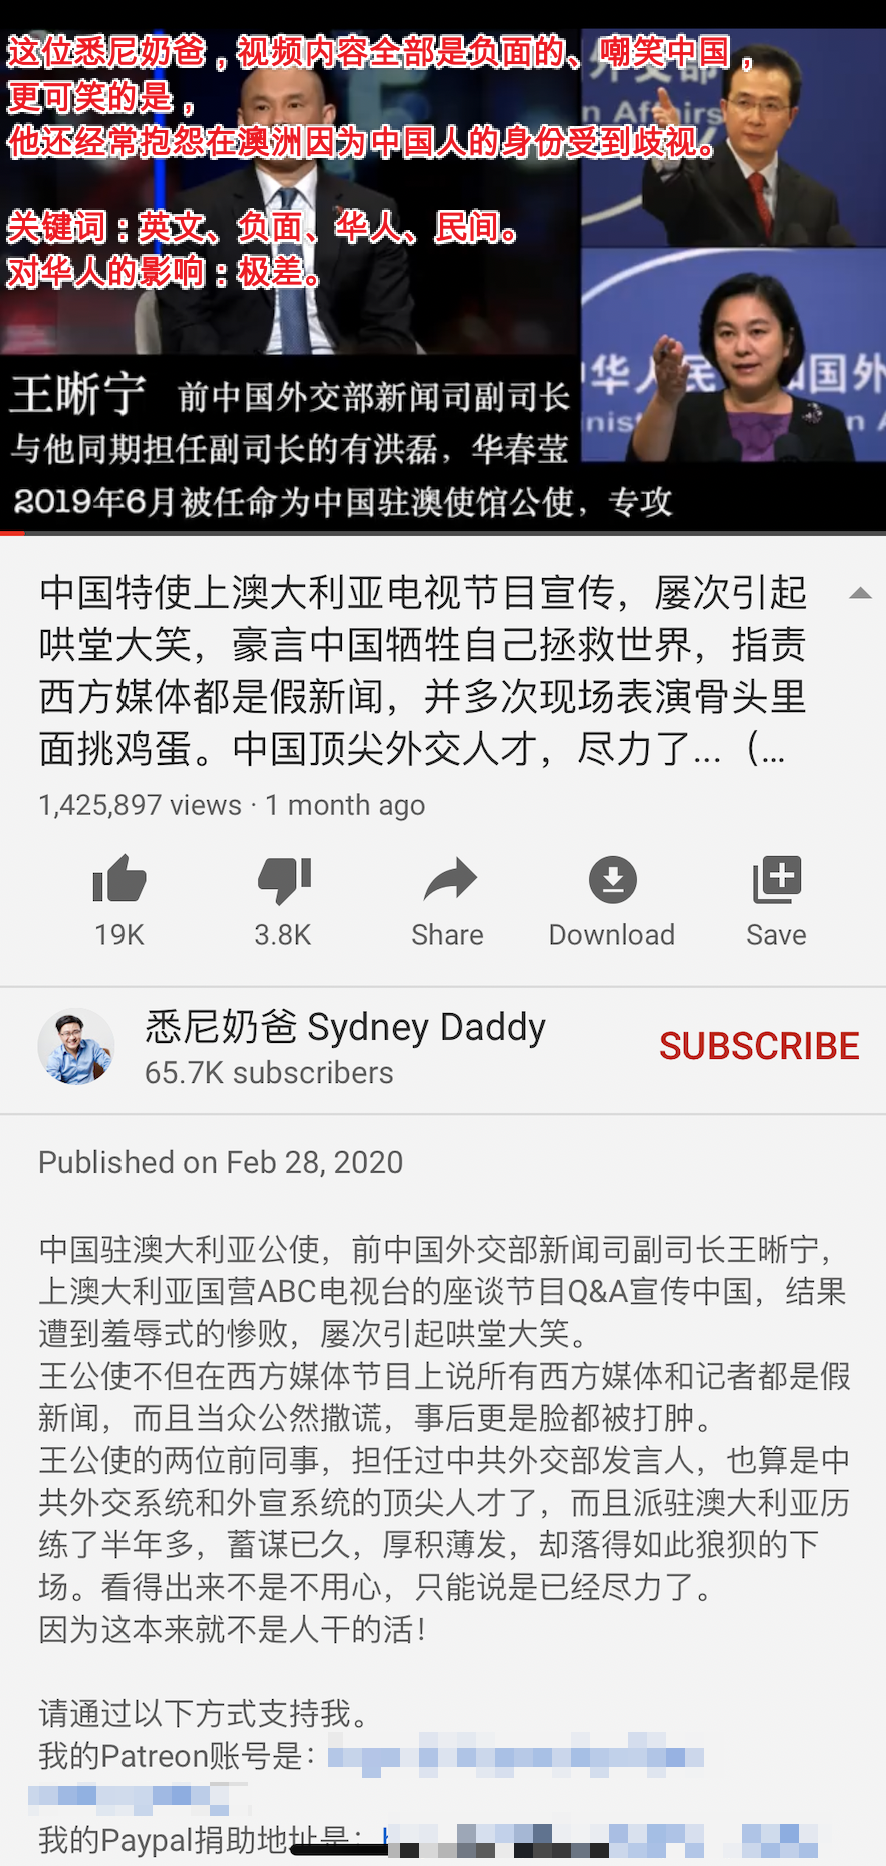 这位悉尼奶爸，视频内容全部是负面的、嘲笑中国，
更可笑的是，
他还经常抱怨在澳洲因为中国人的身份受到歧视。
关键词：英文、负面、华人、民间。
对华人的影响：极差。
外交部
n Affairs
中华人民
和国外
inist
n A
王晰宁 前中国外交部新闻司副司长
与他同期担任副司长的有洪磊，华春莹
2019年6月被任命为中国驻澳使馆公使，专攻
中国特使上澳大利亚电视节目宣传，屡次引起
哄堂大笑，豪言中国牺牲自己拯救世界，指责
西方媒体都是假新闻，并多次现场表演骨头里
面挑鸡蛋。中国顶尖外交人才，尽力了...（...
1,425,897 views · 1 month ago
19K 3.8K Share Download Save
悉尼奶爸 Sydney Daddy
65.7K subscribers
SUBSCRIBE
Published on Feb 28, 2020
中国驻澳大利亚公使，前中国外交部新闻司副司长王晰宁，
上澳大利亚国营ABC电视台的座谈节目Q&A宣传中国，结果
遭到羞辱式的惨败，屡次引起哄堂大笑。
王公使不但在西方媒体节目上说所有西方媒体和记者都是假
新闻，而且当众公然撒谎，事后更是脸都被打肿。
王公使的两位前同事，担任过中共外交部发言人，也算是中
共外交系统和外宣系统的顶尖人才了，而且派驻澳大利亚历
练了半年多，蓄谋已久，厚积薄发，却落得如此狼狈的下
场。看得出来不是不用心，只能说是已经尽力了。
因为这本来就不是人干的活！
请通过以下方式支持我。
我的Patreon账号是：
我的Paypal捐助地址是：